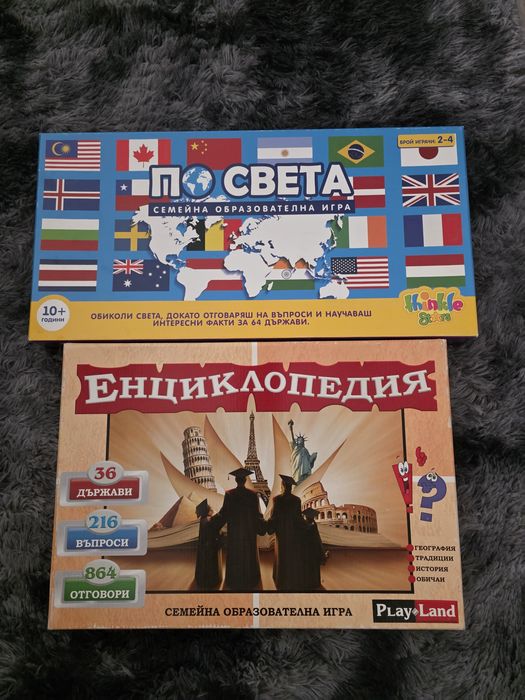 БРОЙ ИГРАЧИ: 2-4
ПО СВЕТА
СЕМЕЙНА ОБРАЗОВАТЕЛНА ИГРА
10+
ГОДИНИ
ОБИКОЛИ СВЕТА, ДОКАТО ОТГОВАРЯШ НА ВЪПРОСИ И НАУЧАВАШ
ИНТЕРЕСНИ ФАКТИ ЗА 64 ДЪРЖАВИ.
thinkle
Stars
ЕНЦИКЛОПЕДИЯ
36
ДЪРЖАВИ
216
ВЪПРОСИ
864
ОТГОВОРИ
ГЕОГРАФИЯ
ТРАДИЦИИ
ИСТОРИЯ
ОБИЧАИ
СЕМЕЙНА ОБРАЗОВАТЕЛНА ИГРА
PLAY LAND